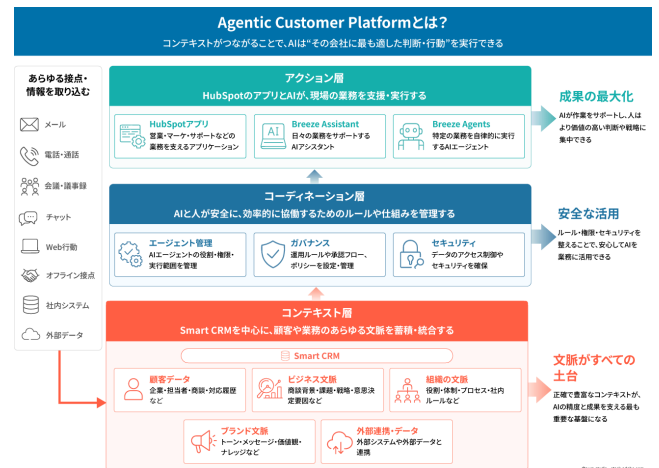 Agentic Customer Platformとは？
コンテキストがつながることで、AIは“その会社に最も適した判断・行動”を実行できる
あらゆる接点・
情報を取り込む
メール
電話・通話
会議・議事録
チャット
Web行動
オフライン接点
社内システム
外部データ
アクション層
HubSpotのアプリとAIが、現場の業務を支援・実行する
HubSpotアプリ
営業・マーケ・サポートなどの
業務を支えるアプリケーション
AI
Breeze Assistant
日々の業務をサポートする
AIアシスタント
Breeze Agents
特定の業務を自律的に実行
するAIエージェント
成果の最大化
AIが作業をサポートし、人は
より価値の高い判断や戦略に
集中できる
コーディネーション層
AIと人が安全に、効率的に協働するためのルールや仕組みを管理する
エージェント管理
AIエージェントの役割・権限・
実行範囲を管理
ガバナンス
運用ルールや承認フロー、
ポリシーを設定・管理
セキュリティ
データのアクセス制御や
セキュリティを確保
安全な活用
ルール・権限・セキュリティを
整えることで、安心してAIを
業務に活用できる
コンテキスト層
Smart CRMを中心に、顧客や業務のあらゆる文脈を蓄積・統合する
Smart CRM
顧客データ
企業・担当者・商談・対応履歴
など
ビジネス文脈
商談背景・課題・戦略・意思決
定要因など
組織の文脈
役割・体制・プロセス・社内
ルールなど
ブランド文脈
トーン・メッセージ・価値観・
ナレッジなど
外部連携・データ
外部システムや外部データと
連携
文脈がすべての
土台
正確で豊富なコンテキストが、
AIの精度と成果を支える最も
重要な基盤になる